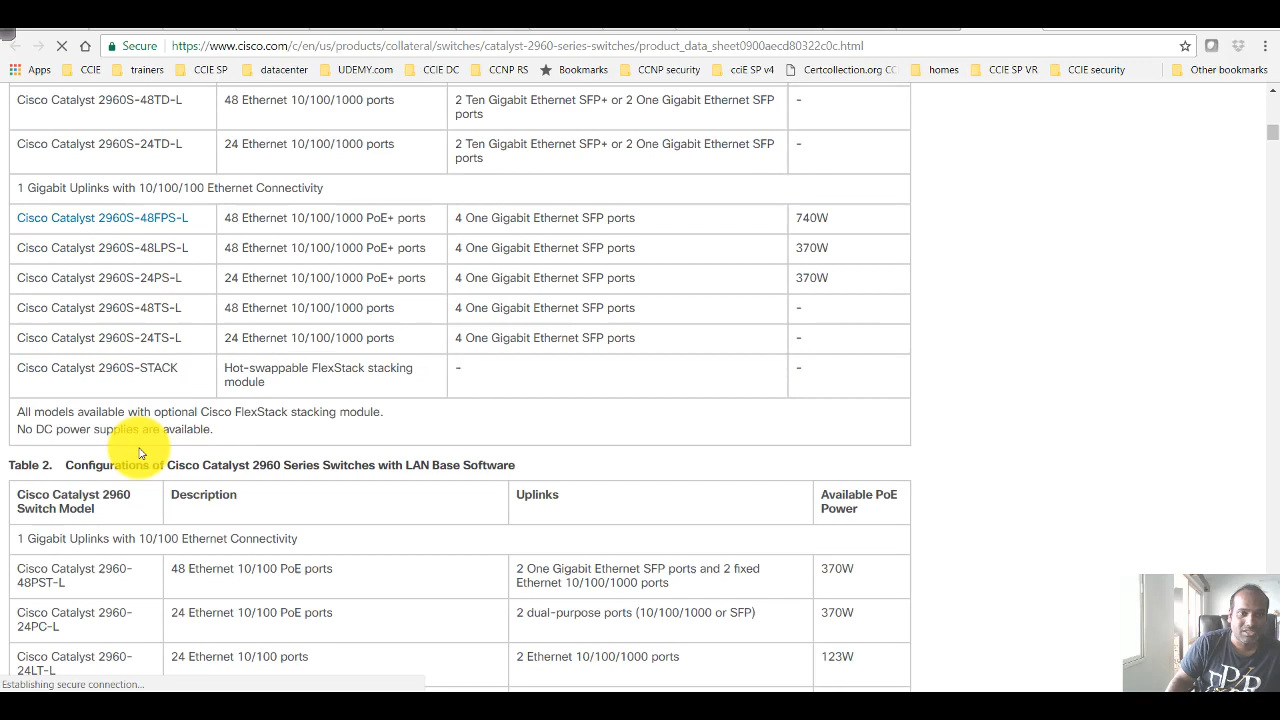 Secure https://www.cisco.com/c/en/us/products/collateral/switches/catalyst-2960-series-switches/product_data_sheet0900aecd80322c0c.html
Apps CCIE trainers CCIE SP datacenter UDEMY.com CCIE DC CCNP RS Bookmarks CCNP security cciE SP v4 Certcollection.org CC homes CCIE SP VR CCIE security Other bookmarks
Cisco Catalyst 2960S-48TD-L 48 Ethernet 10/100/1000 ports 2 Ten Gigabit Ethernet SFP+ or 2 One Gigabit Ethernet SFP -
ports
Cisco Catalyst 2960S-24TD-L 24 Ethernet 10/100/1000 ports 2 Ten Gigabit Ethernet SFP+ or 2 One Gigabit Ethernet SFP -
ports
1 Gigabit Uplinks with 10/100/100 Ethernet Connectivity
Cisco Catalyst 2960S-48FPS-L 48 Ethernet 10/100/1000 PoE+ ports 4 One Gigabit Ethernet SFP ports 740W
Cisco Catalyst 2960S-48LPS-L 48 Ethernet 10/100/1000 PoE+ ports 4 One Gigabit Ethernet SFP ports 370W
Cisco Catalyst 2960S-24PS-L 24 Ethernet 10/100/1000 PoE+ ports 4 One Gigabit Ethernet SFP ports 370W
Cisco Catalyst 2960S-48TS-L 48 Ethernet 10/100/1000 ports 4 One Gigabit Ethernet SFP ports -
Cisco Catalyst 2960S-24TS-L 24 Ethernet 10/100/1000 ports 4 One Gigabit Ethernet SFP ports -
Cisco Catalyst 2960S-STACK Hot-swappable FlexStack stacking - -
module
All models available with optional Cisco FlexStack stacking module.
No DC power supplies are available.
Table 2. Configurations of Cisco Catalyst 2960 Series Switches with LAN Base Software
Cisco Catalyst 2960 Description Uplinks Available PoE
Switch Model Power
1 Gigabit Uplinks with 10/100 Ethernet Connectivity
Cisco Catalyst 2960- 48 Ethernet 10/100 PoE ports 2 One Gigabit Ethernet SFP ports and 2 fixed 370W
48PST-L Ethernet 10/100/1000 ports
Cisco Catalyst 2960- 24 Ethernet 10/100 PoE ports 2 dual-purpose ports (10/100/1000 or SFP) 370W
24PC-L
Cisco Catalyst 2960- 24 Ethernet 10/100 ports 2 Ethernet 10/100/1000 ports 123W
24LT-L
Establishing secure connection...